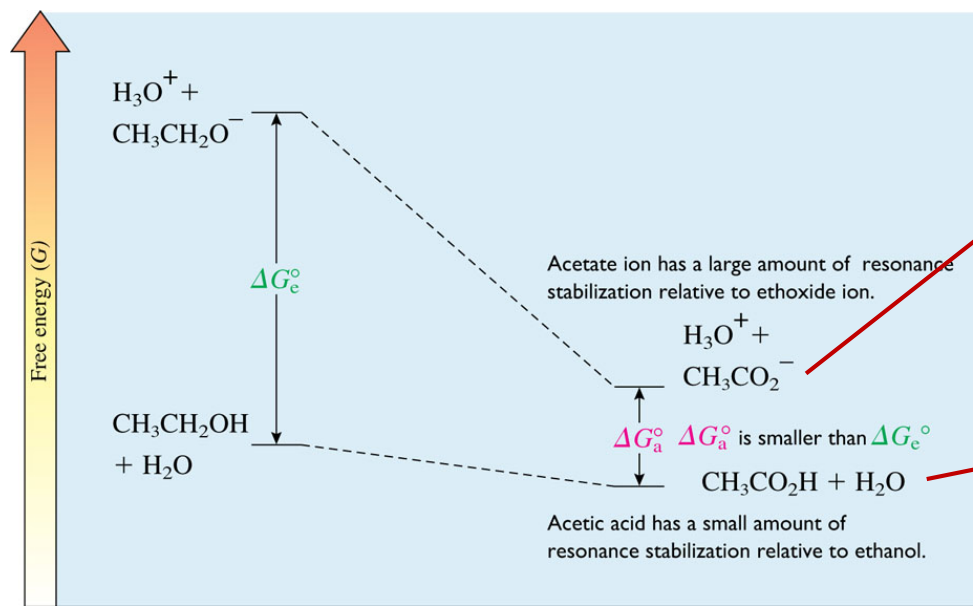 Free energy (G)
H₃O⁺ +
CH₃CH₂O⁻
ΔG°ₑ
CH₃CH₂OH
+ H₂O
Acetate ion has a large amount of resonance
stabilization relative to ethoxide ion.
H₃O⁺ +
CH₃CO₂⁻
ΔG°ₐ ΔG°ₐ is smaller than ΔGₑ°
CH₃CO₂H + H₂O
Acetic acid has a small amount of
resonance stabilization relative to ethanol.